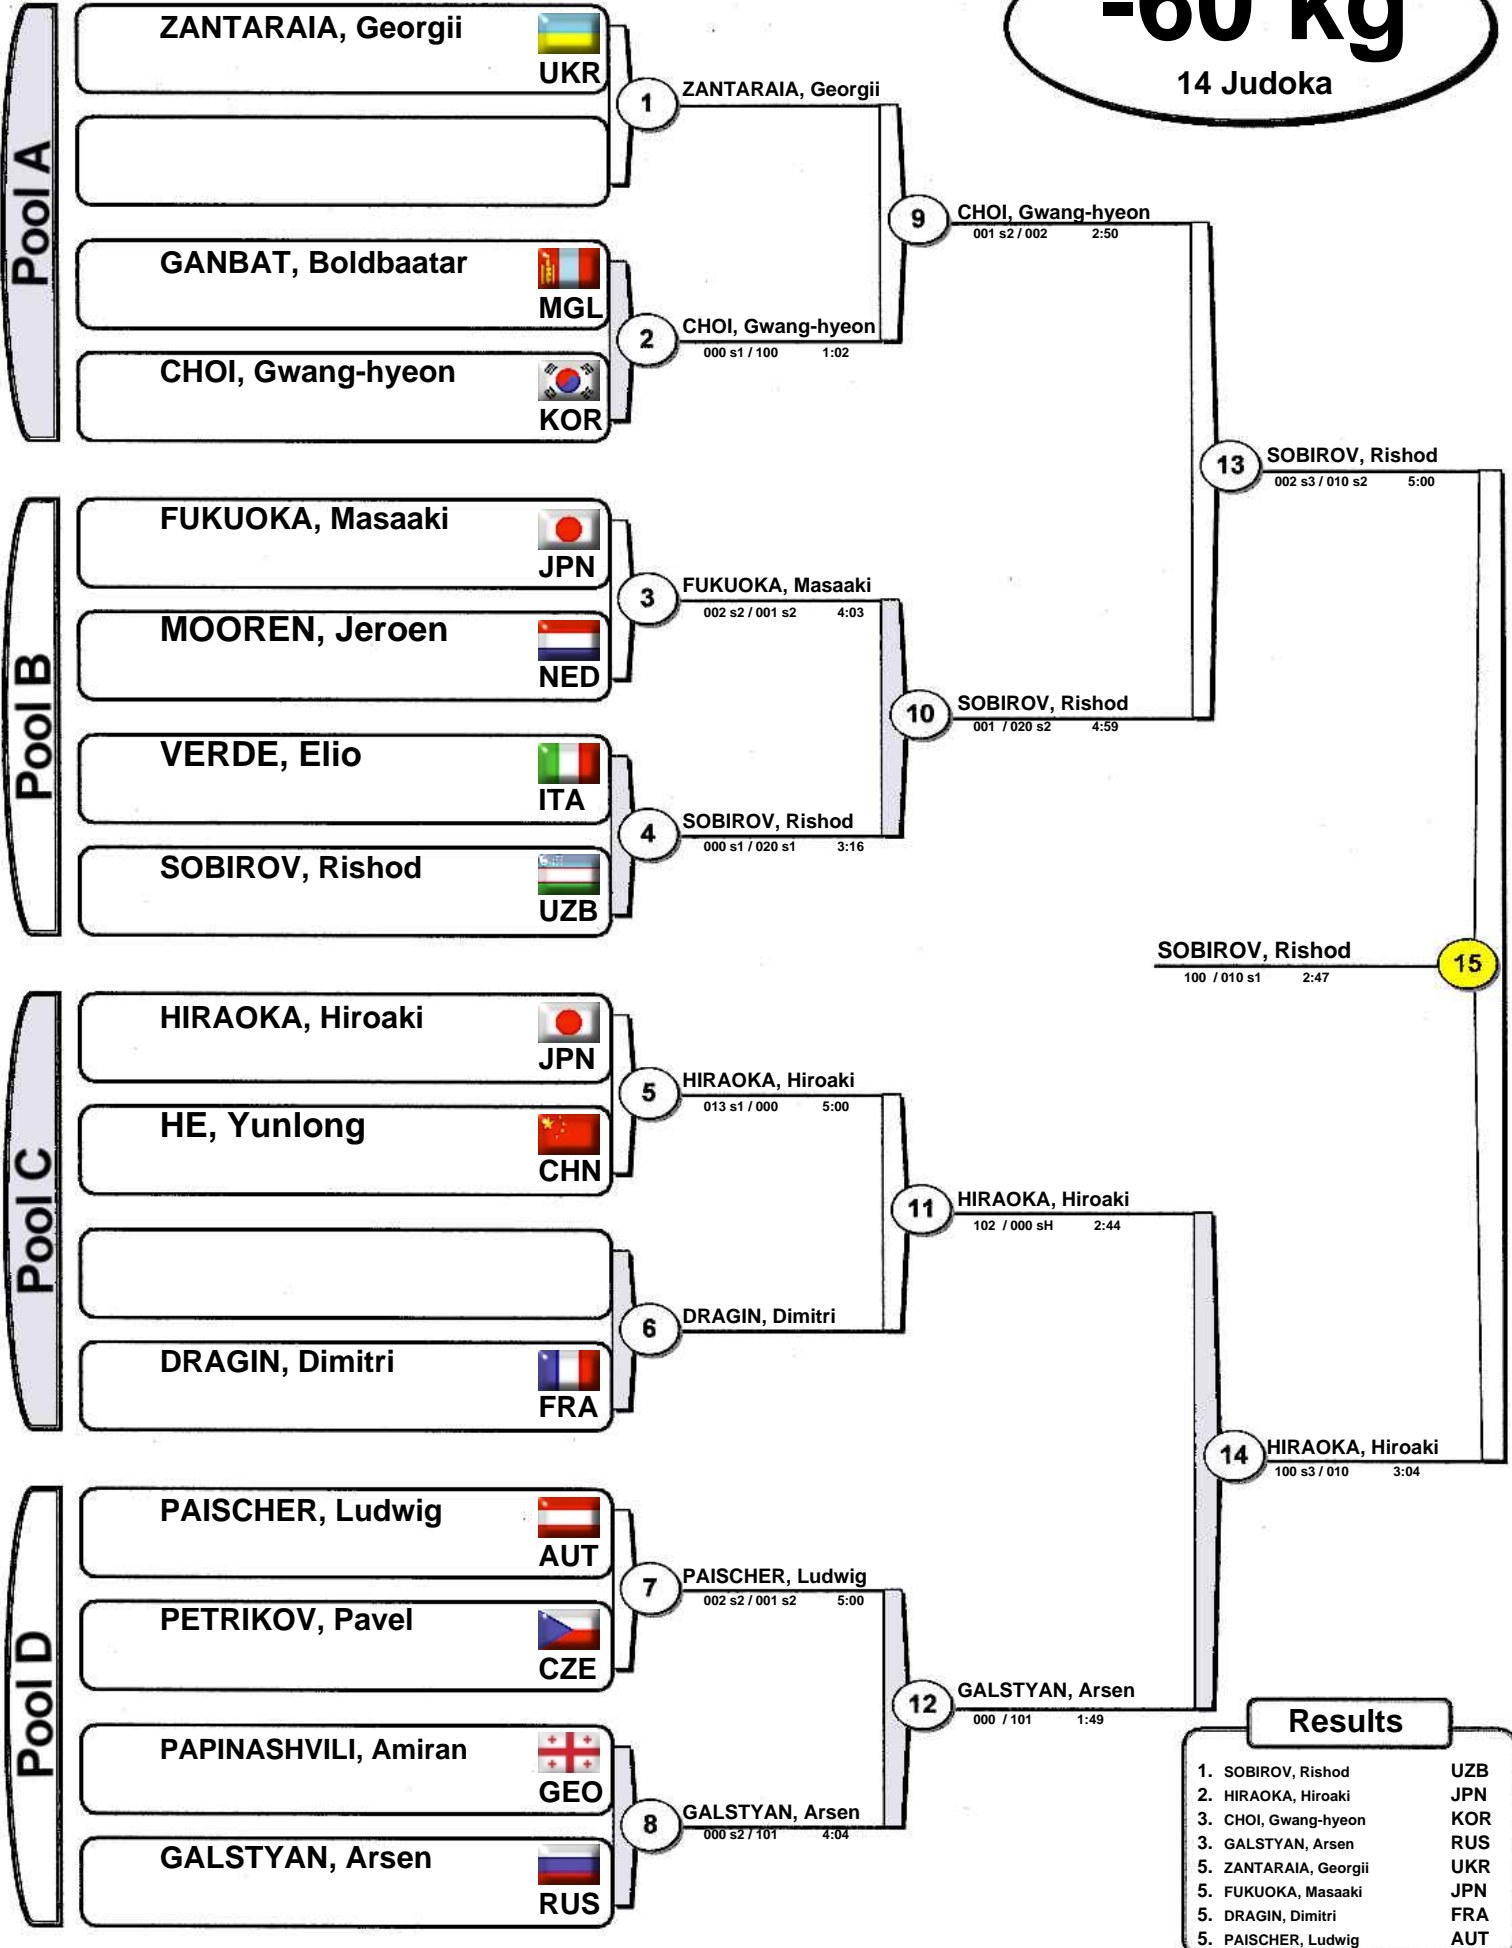 -60 kg
14 Judoka
Pool A
ZANTARAIA, Georgii
UKR
GANBAT, Boldbaatar
MGL
CHOI, Gwang-hyeon
KOR
1
ZANTARAIA, Georgii
2
CHOI, Gwang-hyeon
000 s1 / 100 1:02
9
CHOI, Gwang-hyeon
001 s2 / 002 2:50
Pool B
FUKUOKA, Masaaki
JPN
MOOREN, Jeroen
NED
VERDE, Elio
ITA
SOBIROV, Rishod
UZB
3
FUKUOKA, Masaaki
002 s2 / 001 s2 4:03
4
SOBIROV, Rishod
000 s1 / 020 s1 3:16
10
SOBIROV, Rishod
001 / 020 s2 4:59
13
SOBIROV, Rishod
002 s3 / 010 s2 5:00
SOBIROV, Rishod
100 / 010 s1 2:47
15
Pool C
HIRAOKA, Hiroaki
JPN
HE, Yunlong
CHN
DRAGIN, Dimitri
FRA
5
HIRAOKA, Hiroaki
013 s1 / 000 5:00
6
DRAGIN, Dimitri
11
HIRAOKA, Hiroaki
102 / 000 sH 2:44
Pool D
PAISCHER, Ludwig
AUT
PETRIKOV, Pavel
CZE
PAPINASHVILI, Amiran
GEO
GALSTYAN, Arsen
RUS
7
PAISCHER, Ludwig
002 s2 / 001 s2 5:00
8
GALSTYAN, Arsen
000 s2 / 101 4:04
12
GALSTYAN, Arsen
000 / 101 1:49
14
HIRAOKA, Hiroaki
100 s3 / 010 3:04
Results
1. SOBIROV, Rishod UZB
2. HIRAOKA, Hiroaki JPN
3. CHOI, Gwang-hyeon KOR
3. GALSTYAN, Arsen RUS
5. ZANTARAIA, Georgii UKR
5. FUKUOKA, Masaaki JPN
5. DRAGIN, Dimitri FRA
5. PAISCHER, Ludwig AUT